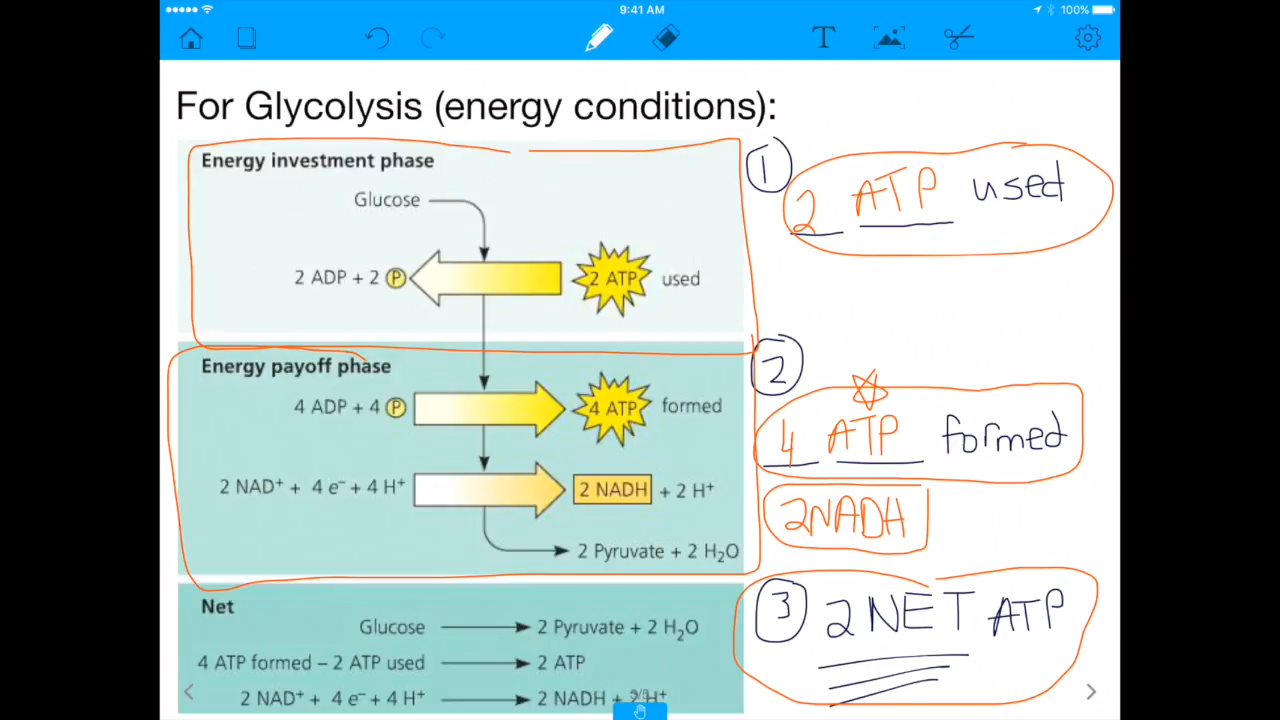 9:41 AM
100%
T
For Glycolysis (energy conditions):
Energy investment phase
Glucose
2 ADP + 2 P
2 ATP used
Energy payoff phase
4 ADP + 4 P
4 ATP formed
2 NAD⁺ + 4 e⁻ + 4 H⁺
2 NADH + 2 H⁺
2 Pyruvate + 2 H₂O
Net
Glucose 2 Pyruvate + 2 H₂O
4 ATP formed – 2 ATP used 2 ATP
2 NAD⁺ + 4 e⁻ + 4 H⁺ 2 NADH + 2 H⁺
1 2 ATP used
2
4 ATP formed
2NADH
3 2 NET ATP